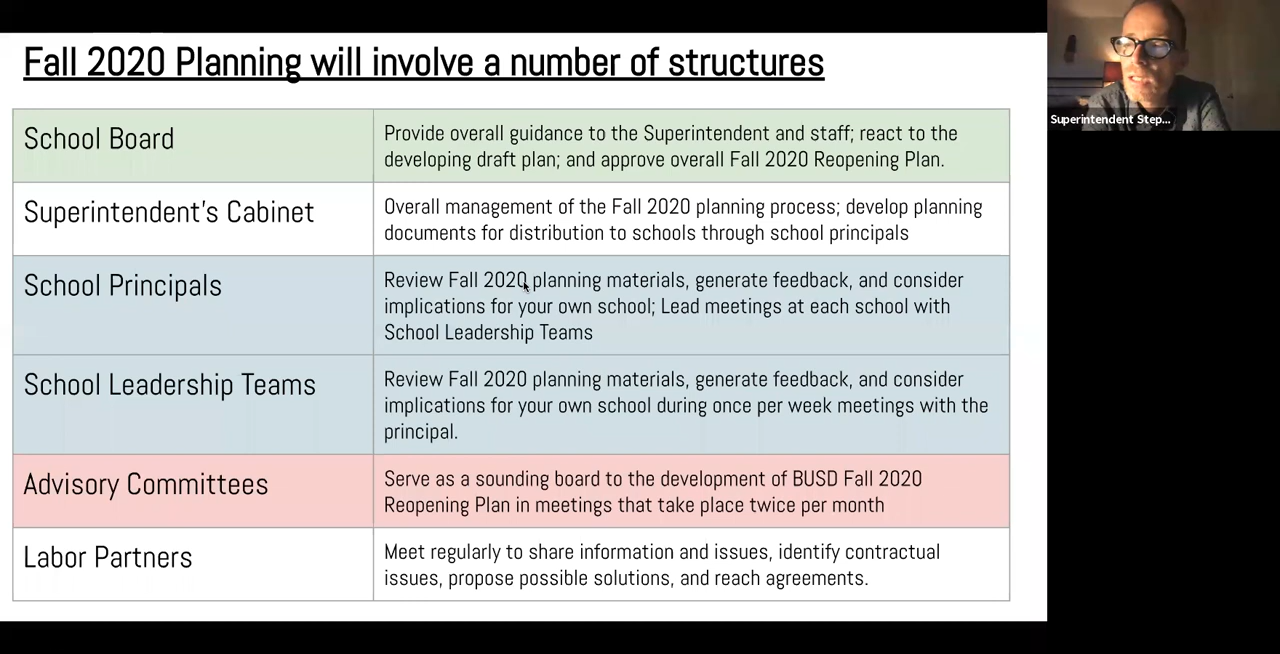 Fall 2020 Planning will involve a number of structures
School Board
Provide overall guidance to the Superintendent and staff; react to the
developing draft plan; and approve overall Fall 2020 Reopening Plan.
Superintendent's Cabinet
Overall management of the Fall 2020 planning process; develop planning
documents for distribution to schools through school principals
School Principals
Review Fall 2020 planning materials, generate feedback, and consider
implications for your own school; Lead meetings at each school with
School Leadership Teams
School Leadership Teams
Review Fall 2020 planning materials, generate feedback, and consider
implications for your own school during once per week meetings with the
principal.
Advisory Committees
Serve as a sounding board to the development of BUSD Fall 2020
Reopening Plan in meetings that take place twice per month
Labor Partners
Meet regularly to share information and issues, identify contractual
issues, propose possible solutions, and reach agreements.
Superintendent Step...